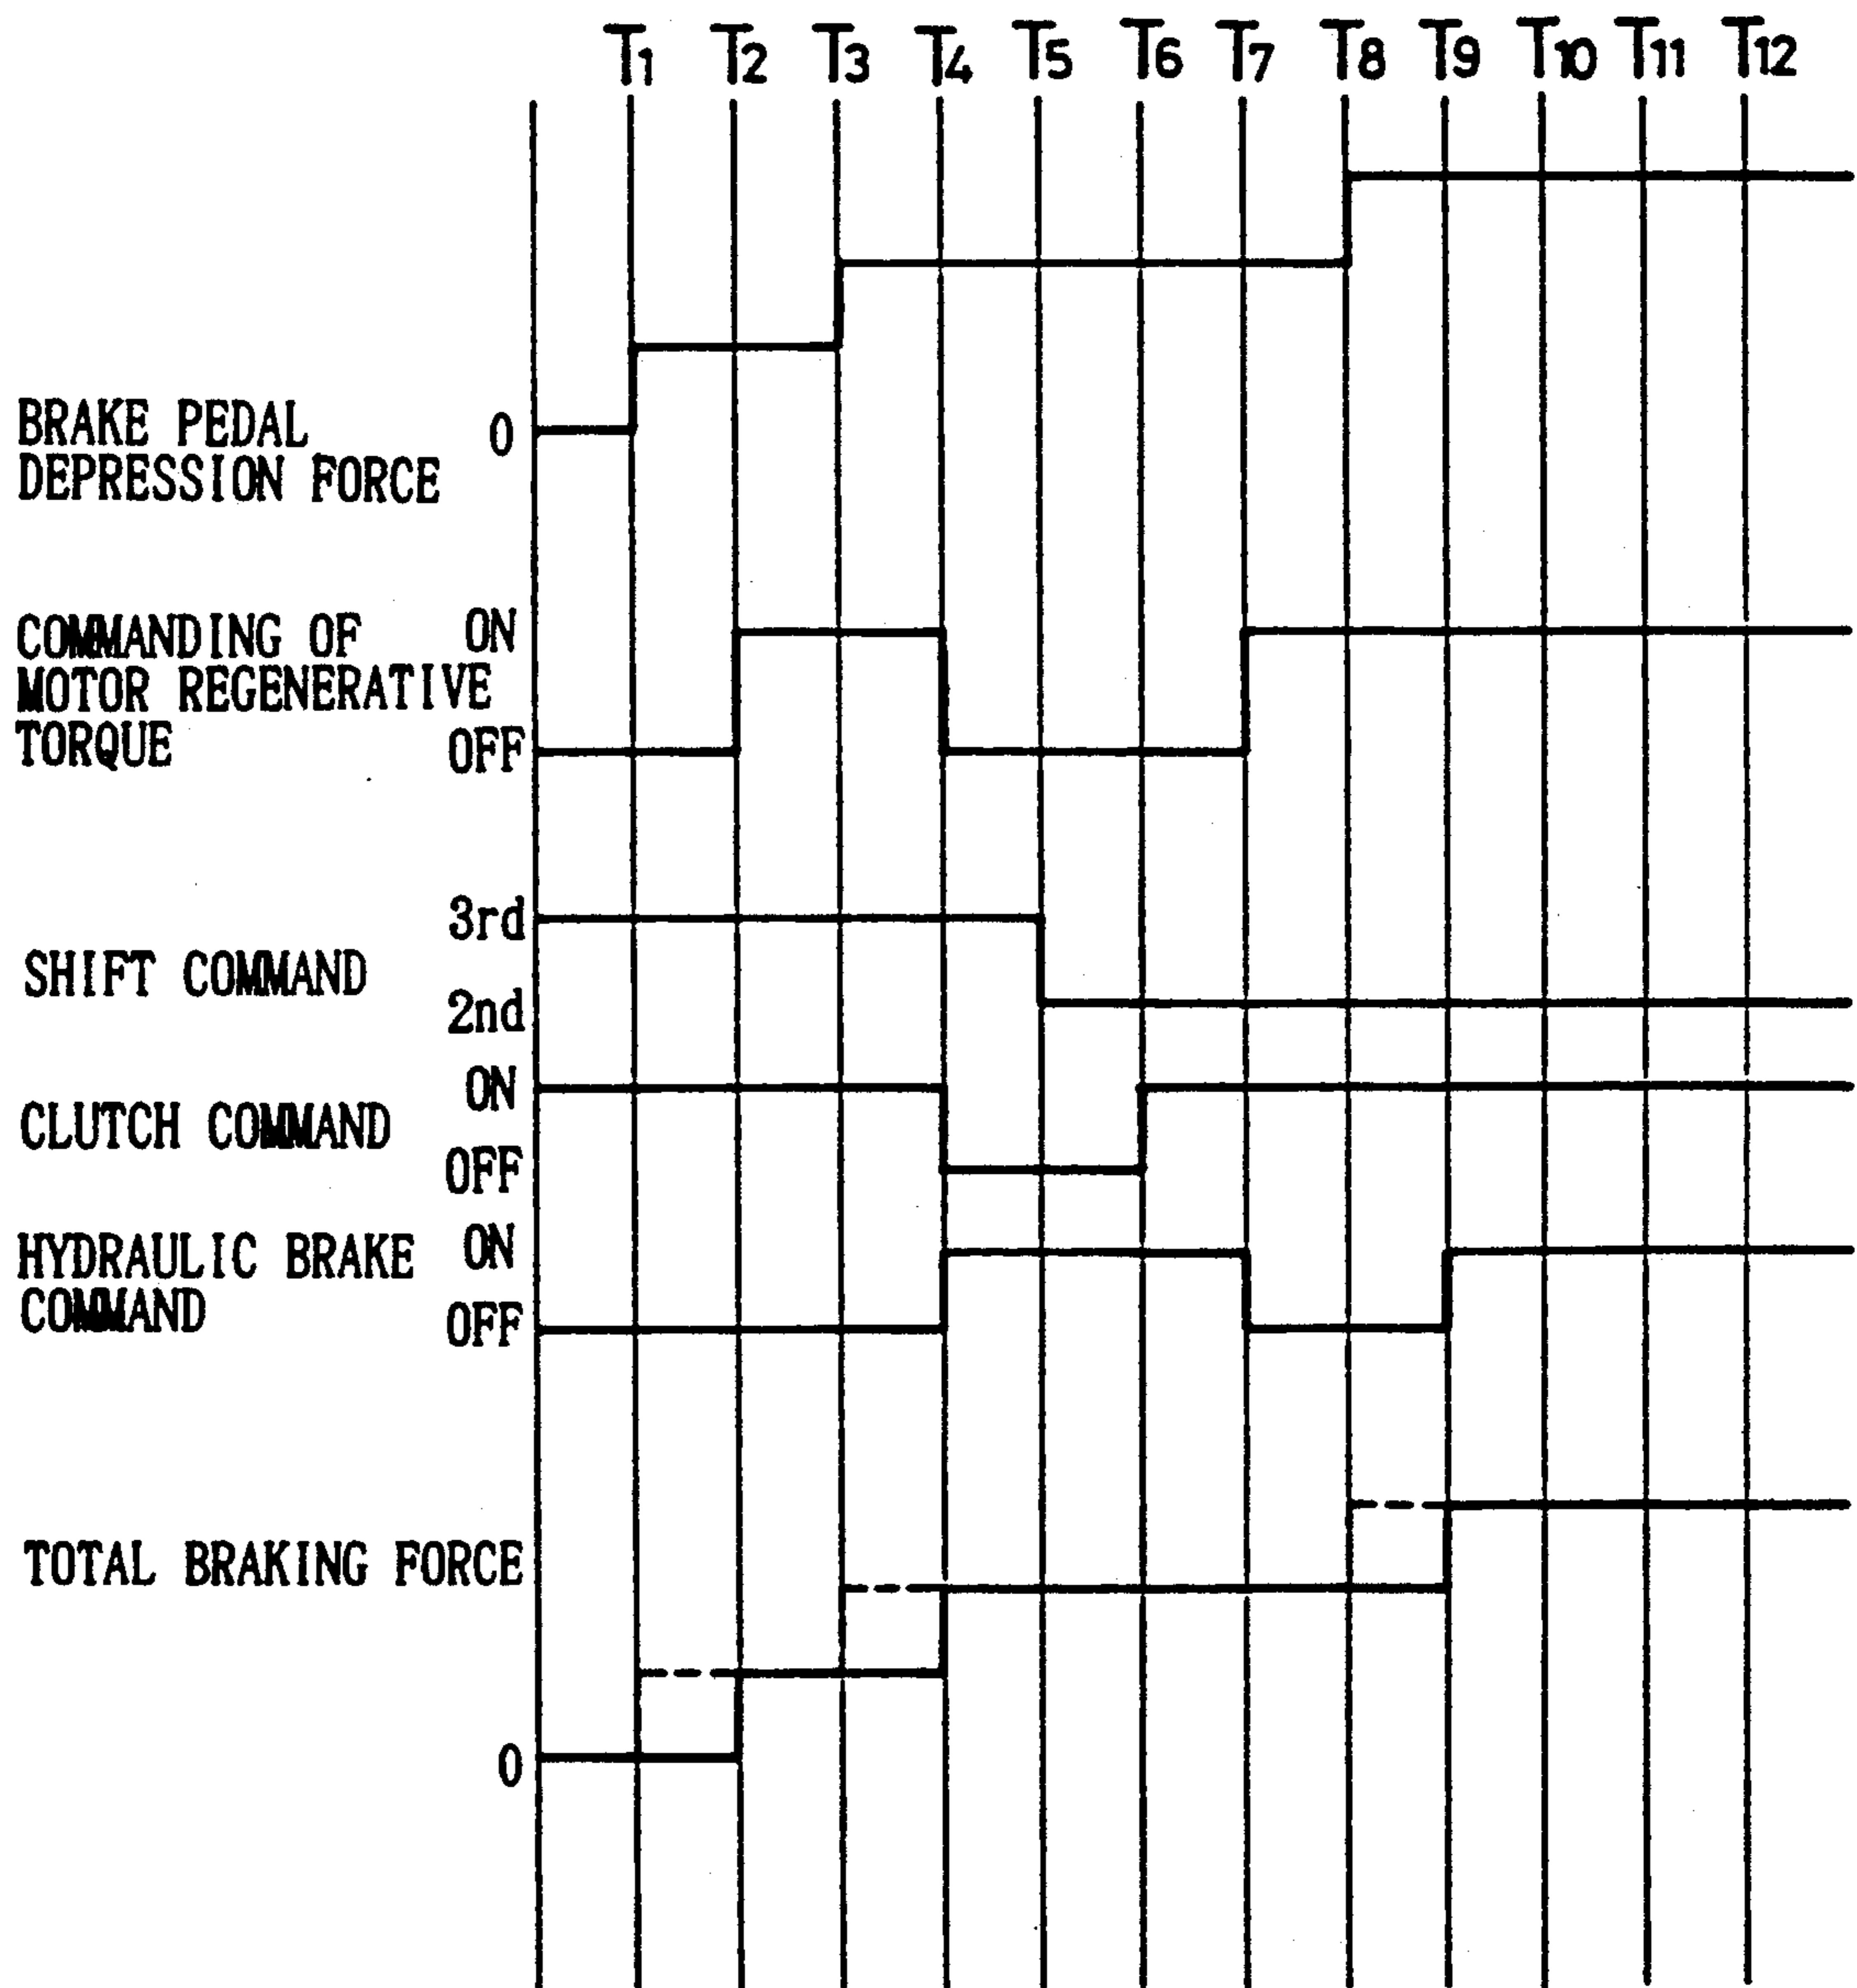 T1 T2 T3 T4 T5 T6 T7 T8 T9 T10 T11 T12
BRAKE PEDAL
DEPRESSION FORCE
0
COMMANDING OF
MOTOR REGENERATIVE
TORQUE
ON
OFF
3rd
SHIFT COMMAND
2nd
ON
CLUTCH COMMAND
OFF
HYDRAULIC BRAKE
COMMAND
ON
OFF
TOTAL BRAKING FORCE
0